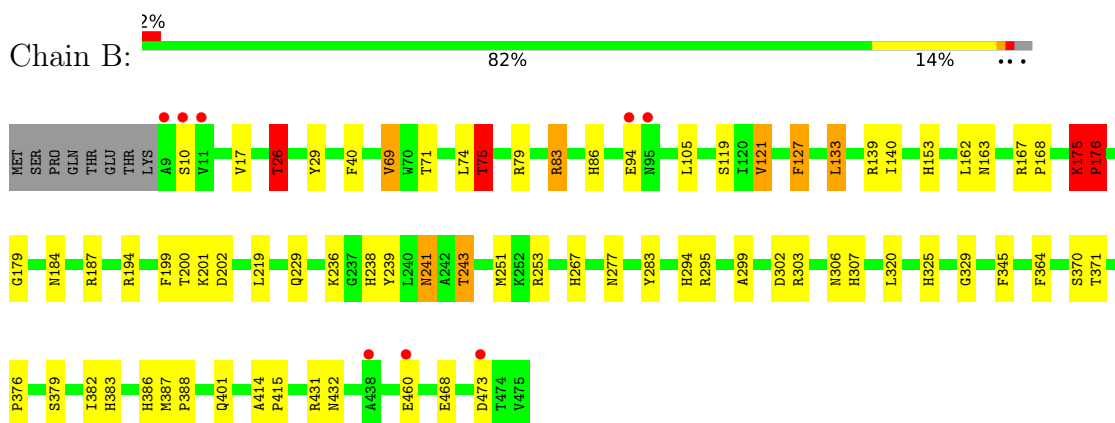 2%
Chain B:
82% 14% • • •
MET SER PRO GLN THR GLU THR THR LYS A9 S10 V11 V17 T26 Y29 F40 V69 W70 T71 L74 T75 R79 R83 H86 E94 N95 L105 S119 I120 V121 F127 L133 R139 I140 H153 L162 N163 R167 P168 K175 P176
G179 N184 R187 R194 F199 T200 K201 D202 L219 Q229 K236 G237 H238 Y239 L240 N241 A242 T243 M251 K252 R253 H267 N277 Y283 H294 R295 A299 D302 R303 N306 H307 L320 H325 G329 F345 F364 S370 T371
P376 S379 I382 H383 H386 M387 P388 Q401 A414 P415 R431 N432 A438 E460 E468 D473 T474 V475